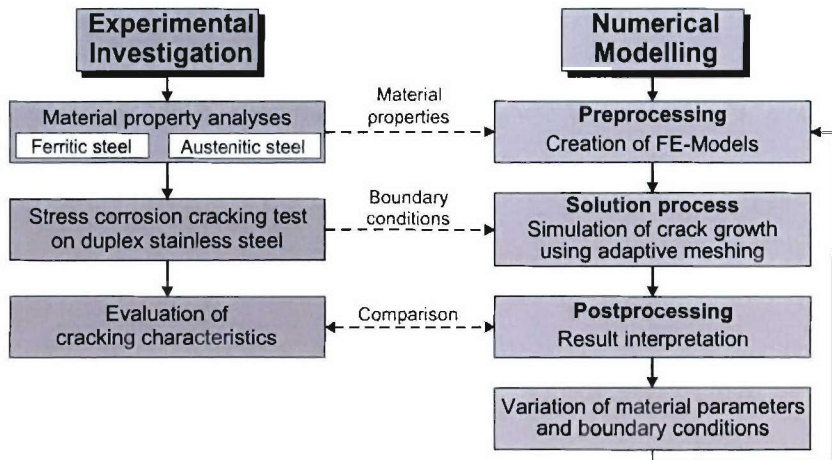 Experimental
Investigation
Numerical
Modelling
Material property analyses
Ferritic steel
Austenitic steel
Material
properties
Preprocessing
Creation of FE-Models
Stress corrosion cracking test
on duplex stainless steel
Boundary
conditions
Solution process
Simulation of crack growth
using adaptive meshing
Evaluation of
cracking characteristics
Comparison
Postprocessing
Result interpretation
Variation of material parameters
and boundary conditions